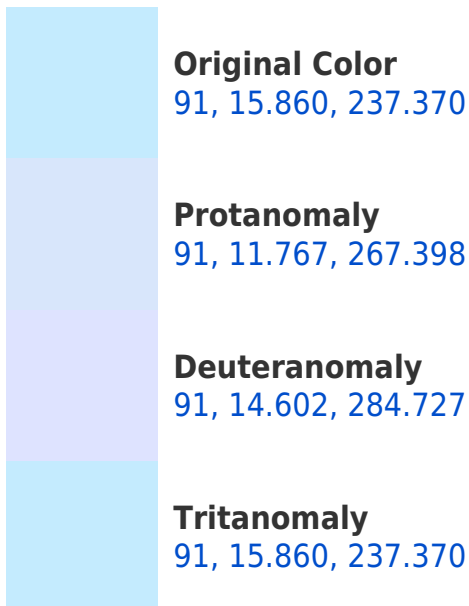 Original Color
91, 15.860, 237.370
Protanomaly
91, 11.767, 267.398
Deuteranomaly
91, 14.602, 284.727
Tritanomaly
91, 15.860, 237.370